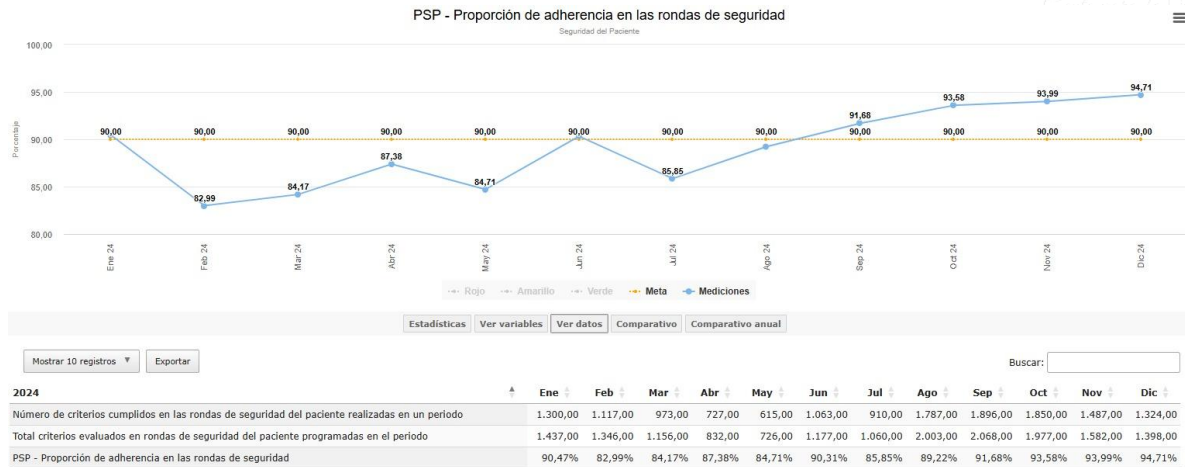 PSP - Proporción de adherencia en las rondas de seguridad
Seguridad del Paciente
100,00
95,00
90,00
85,00
80,00
Porcentaje
90,00 90,00 90,00 90,00 90,00 90,00 90,00 90,00 90,00 90,00 90,00 90,00
82,99 84,17 87,38 84,71 85,85 91,68 93,58 93,99 94,71
Ene 24 Feb 24 Mar 24 Abr 24 May 24 Jun 24 Jul 24 Ago 24 Sep 24 Oct 24 Nov 24 Dic 24
Rojo Amarillo Verde Meta Mediciones
Estadísticas Ver variables Ver datos Comparativo Comparativo anual
Mostrar 10 registros Exportar Buscar:
2024 Ene Feb Mar Abr May Jun Jul Ago Sep Oct Nov Dic
Número de criterios cumplidos en las rondas de seguridad del paciente realizadas en un periodo 1.300,00 1.117,00 973,00 727,00 615,00 1.063,00 910,00 1.787,00 1.896,00 1.850,00 1.487,00 1.324,00
Total criterios evaluados en rondas de seguridad del paciente programadas en el periodo 1.437,00 1.346,00 1.156,00 832,00 726,00 1.177,00 1.060,00 2.003,00 2.068,00 1.977,00 1.582,00 1.398,00
PSP - Proporción de adherencia en las rondas de seguridad 90,47% 82,99% 84,17% 87,38% 84,71% 90,31% 85,85% 89,22% 91,68% 93,58% 93,99% 94,71%